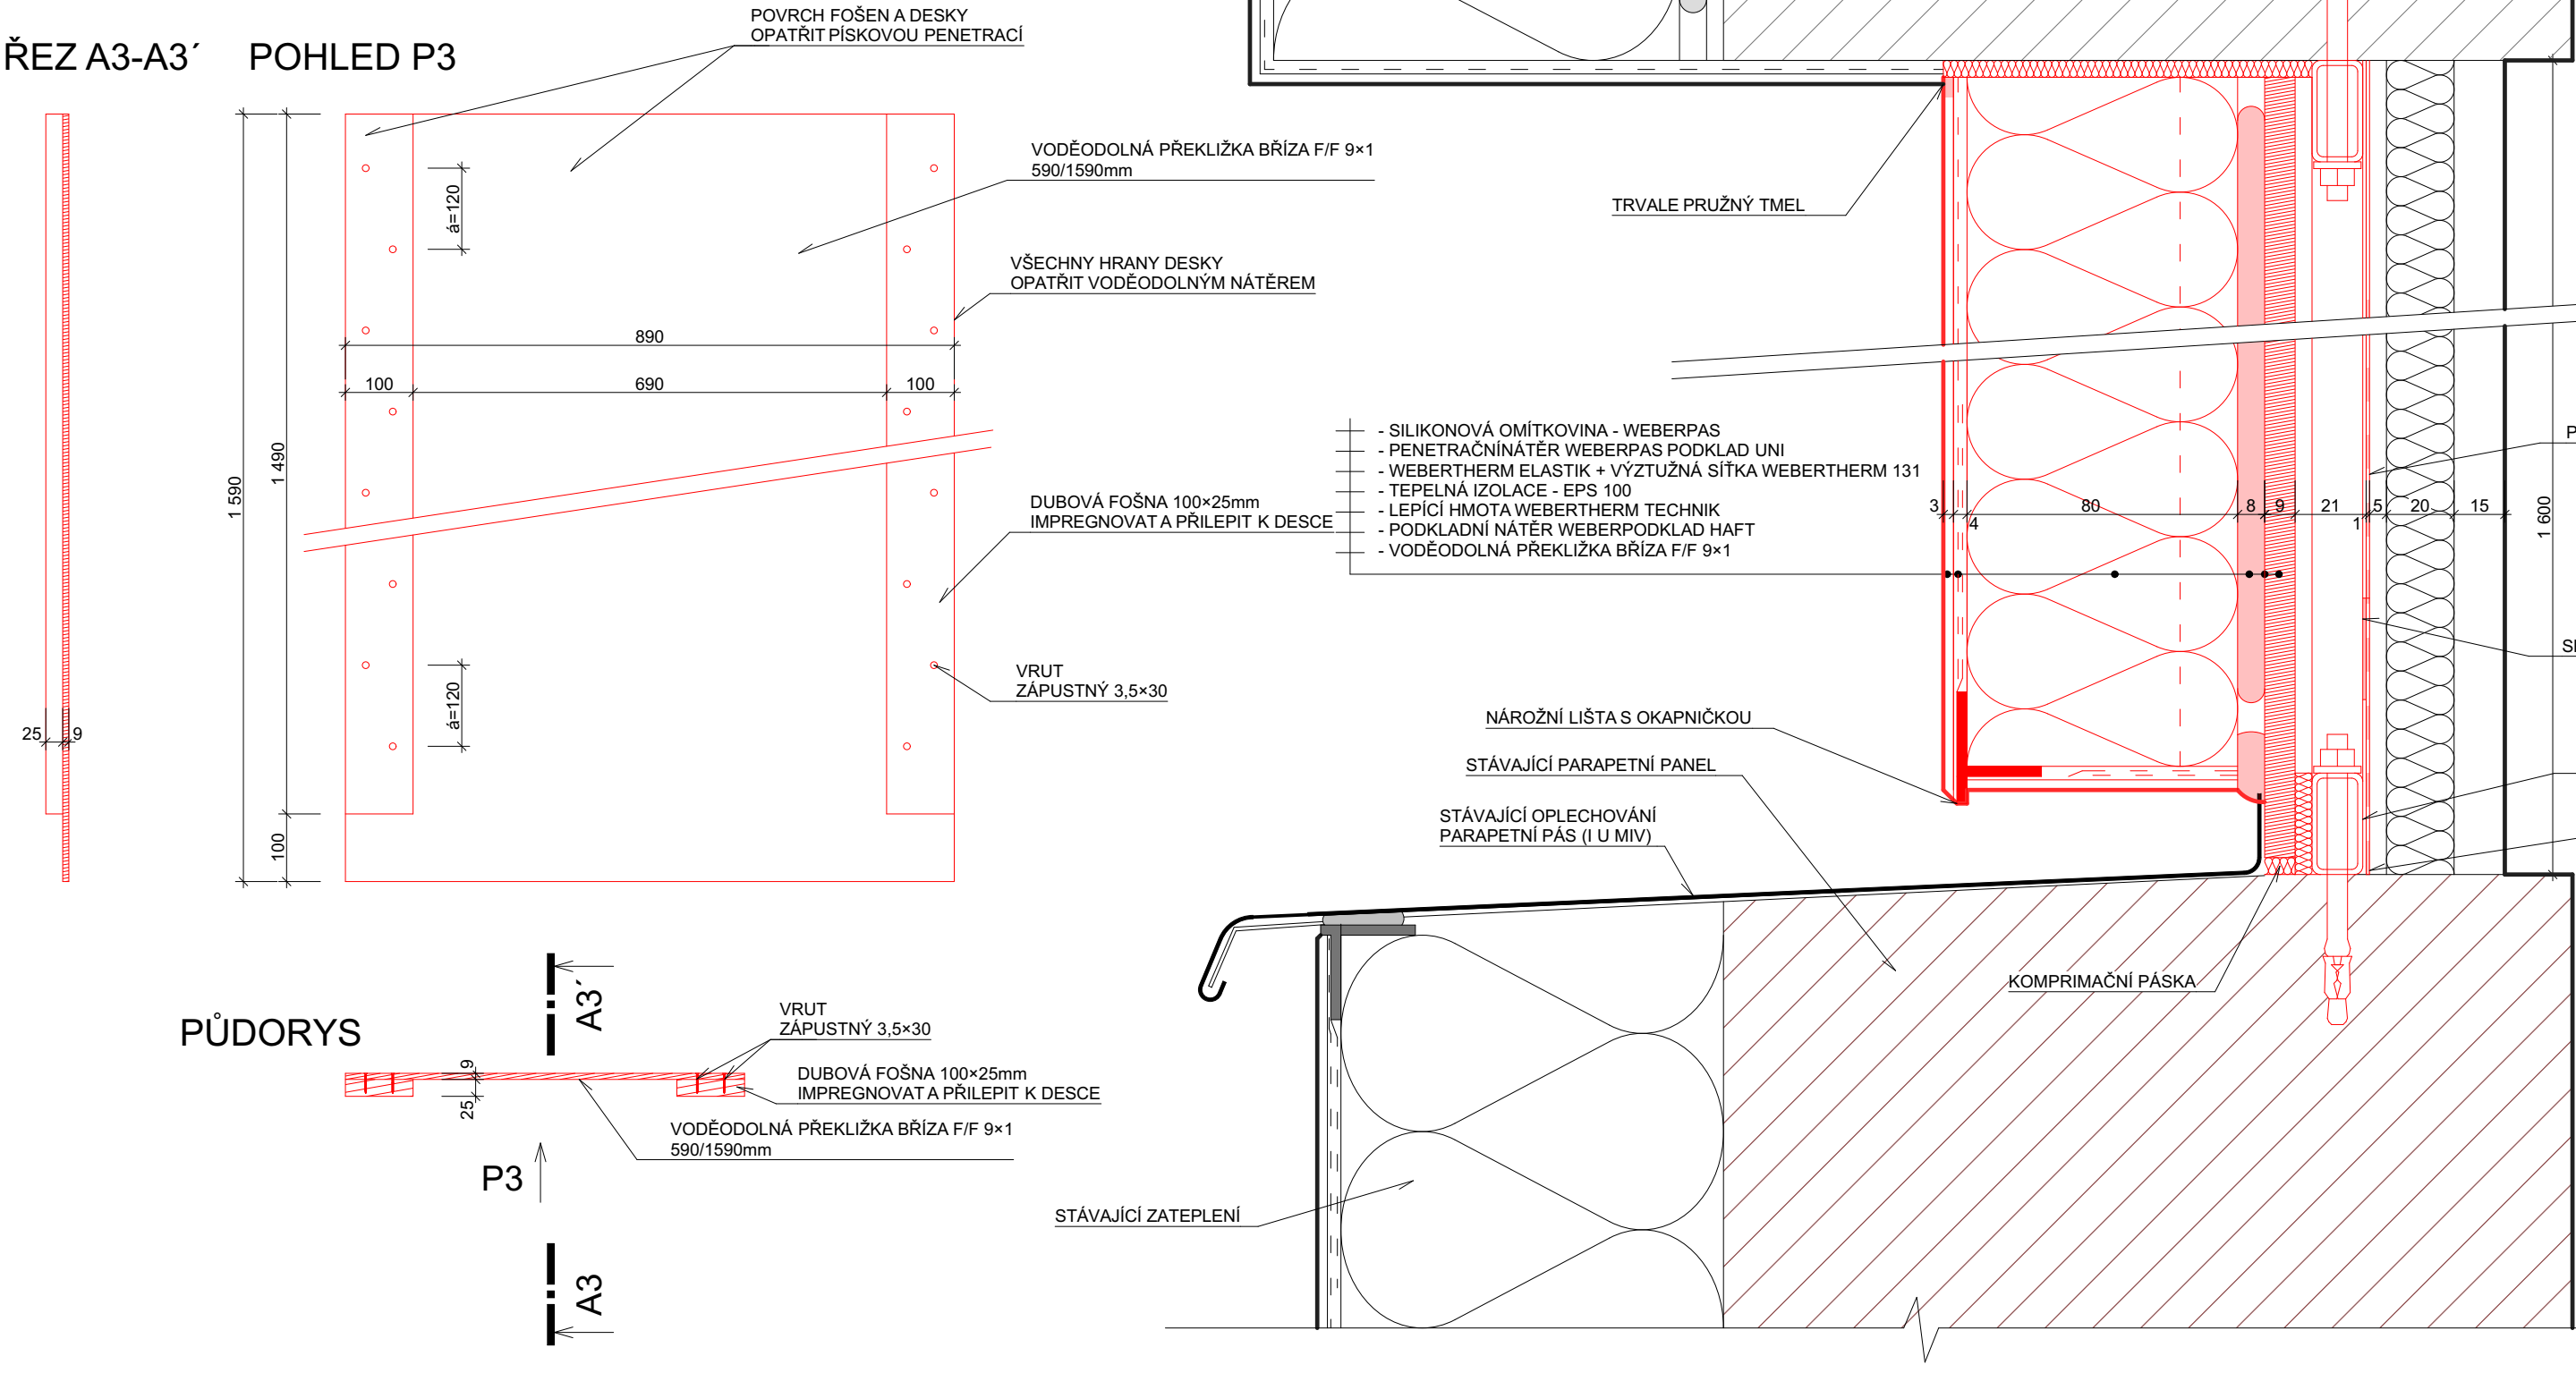 ŘEZ A3-A3´
POHLED P3
POVRCH FOŠEN A DESKY
OPATŘIT PÍSKOVOU PENETRACÍ
VODĚODOLNÁ PŘEKLIŽKA BŘÍZA F/F 9×1
590/1590mm
VŠECHNY HRANY DESKY
OPATŘIT VODĚODOLNÝM NÁTĚREM
á=120
890
100
690
100
1 590
1 490
DUBOVÁ FOŠNA 100×25mm
IMPREGNOVAT A PŘILEPIT K DESCE
VRUT
ZÁPUSTNÝ 3,5×30
á=120
25
9
100
PŮDORYS
A3´
VRUT
ZÁPUSTNÝ 3,5×30
9
25
DUBOVÁ FOŠNA 100×25mm
IMPREGNOVAT A PŘILEPIT K DESCE
VODĚODOLNÁ PŘEKLIŽKA BŘÍZA F/F 9×1
590/1590mm
P3
A3
TRVALE PRUŽNÝ TMEL
- SILIKONOVÁ OMÍTKOVINA - WEBERPAS
- PENETRAČNÍNÁTĚR WEBERPAS PODKLAD UNI
- WEBERTHERM ELASTIK + VÝZTUŽNÁ SÍŤKA WEBERTHERM 131
- TEPELNÁ IZOLACE - EPS 100
- LEPÍCÍ HMOTA WEBERTHERM TECHNIK
- PODKLADNÍ NÁTĚR WEBERPODKLAD HAFT
- VODĚODOLNÁ PŘEKLIŽKA BŘÍZA F/F 9×1
3
4
80
8
9
21
1
5
20
15
1 600
P
S
NÁROŽNÍ LIŠTA S OKAPNIČKOU
STÁVAJÍCÍ PARAPETNÍ PANEL
STÁVAJÍCÍ OPLECHOVÁNÍ
PARAPETNÍ PÁS (I U MIV)
KOMPRIMAČNÍ PÁSKA
STÁVAJÍCÍ ZATEPLENÍ